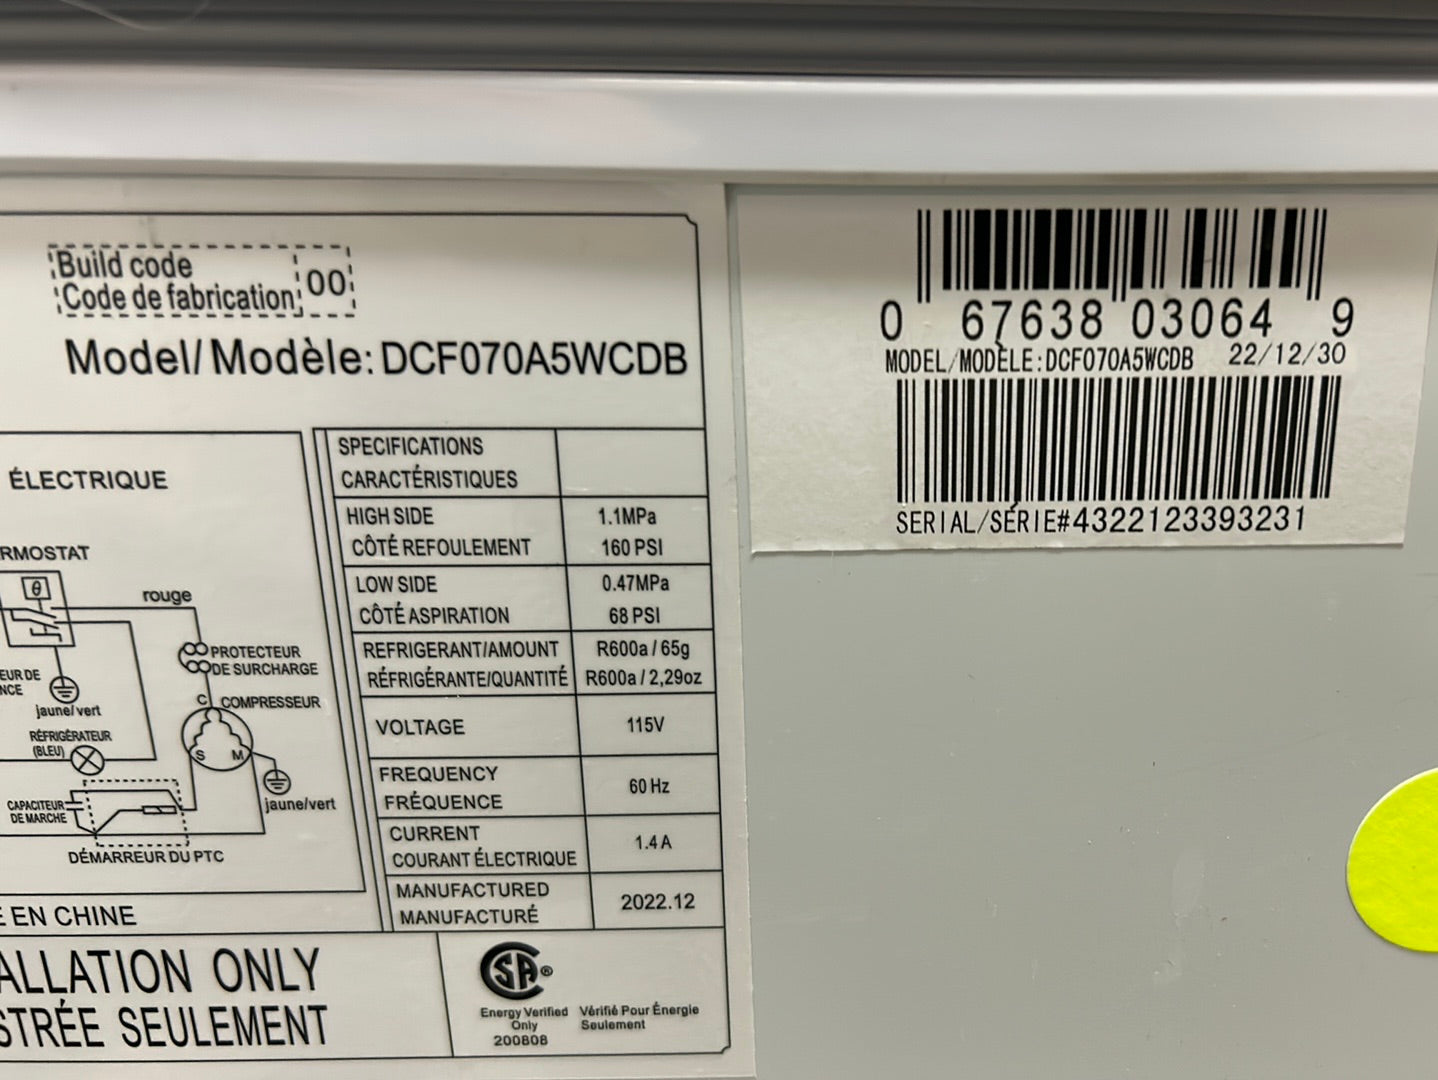 Build code
Code de fabrication
00
Model/Modèle: DCF070A5WCDB
ÉLECTRIQUE
RMOSTAT
θ
rouge
PROTECTEUR
DE SURCHARGE
EUR DE
NCE
jaune/vert
C COMPRESSEUR
RÉFRIGÉRATEUR
(BLEU)
S M
jaune/vert
CAPACITEUR
DE MARCHE
DÉMARREUR DU PTC
E EN CHINE
ALLATION ONLY
STRÉE SEULEMENT
SPECIFICATIONS
CARACTÉRISTIQUES
HIGH SIDE 1.1MPa
CÔTÉ REFOULEMENT 160 PSI
LOW SIDE 0.47MPa
CÔTÉ ASPIRATION 68 PSI
REFRIGERANT/AMOUNT R600a / 65g
RÉFRIGÉRANTE/QUANTITÉ R600a / 2,29oz
VOLTAGE 115V
FREQUENCY
FRÉQUENCE
60 Hz
CURRENT
COURANT ÉLECTRIQUE
1.4 A
MANUFACTURED
MANUFACTURÉ
2022.12
SA®
Energy Verified
Only
200808
Vérifié Pour Énergie
Seulement
0 67638 03064 9
MODEL/MODÈLE:DCF070A5WCDB 22/12/30
SERIAL/SÉRIE#4322123393231